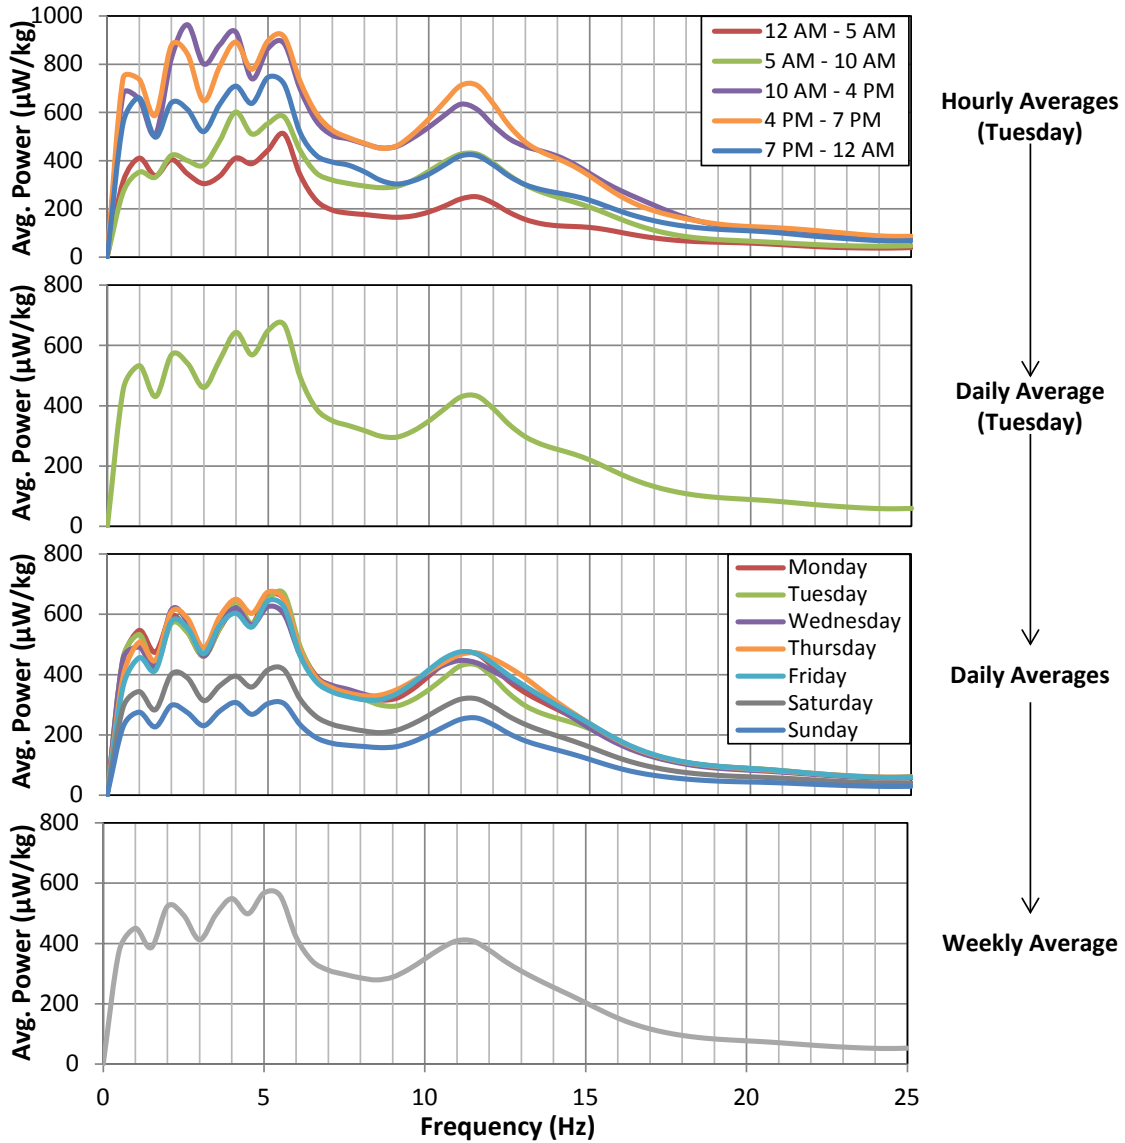 Avg. Power (µW/kg)
1000
800
600
400
200
0
12 AM - 5 AM
5 AM - 10 AM
10 AM - 4 PM
4 PM - 7 PM
7 PM - 12 AM
Hourly Averages
(Tuesday)
Avg. Power (µW/kg)
800
600
400
200
0
Daily Average
(Tuesday)
Avg. Power (µW/kg)
800
600
400
200
0
Monday
Tuesday
Wednesday
Thursday
Friday
Saturday
Sunday
Daily Averages
Avg. Power (µW/kg)
800
600
400
200
0
Weekly Average
0 5 10 15 20 25
Frequency (Hz)